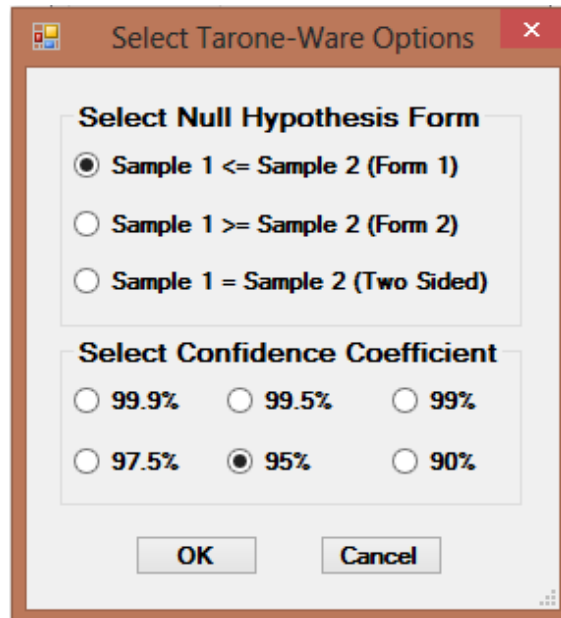 Select Tarone-Ware Options
Select Null Hypothesis Form
Sample 1 <= Sample 2 (Form 1)
Sample 1 >= Sample 2 (Form 2)
Sample 1 = Sample 2 (Two Sided)
Select Confidence Coefficient
99.9% 99.5% 99%
97.5% 95% 90%
OK Cancel